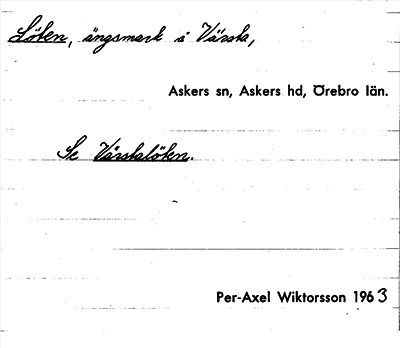 Löten, ängsmark å Värsta,
Askers sn, Askers hd, Örebro län.
Se Värstalöten.
Per-Axel Wiktorsson 1963